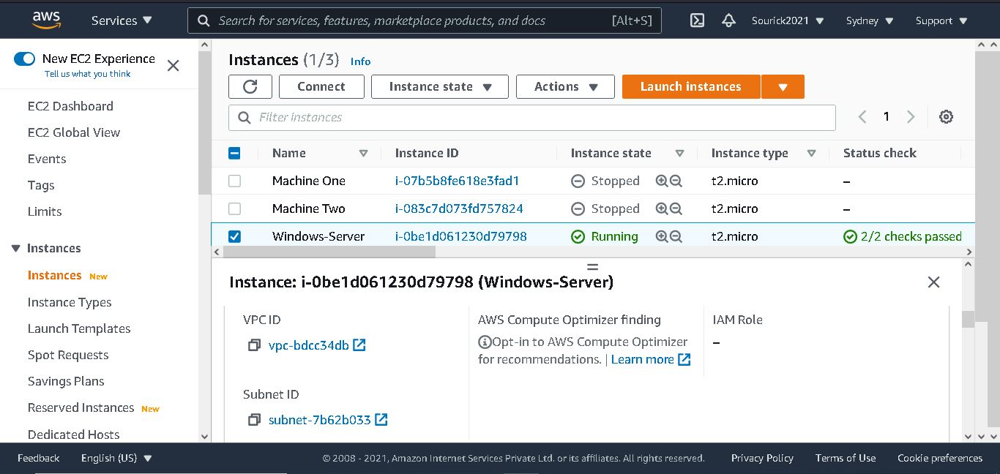 aws Services Search for services, features, marketplace products, and docs [Alt+S] Sourick2021 Sydney Support
New EC2 Experience
Tell us what you think
EC2 Dashboard
EC2 Global View
Events
Tags
Limits
Instances
Instances New
Instance Types
Launch Templates
Spot Requests
Savings Plans
Reserved Instances New
Dedicated Hosts
Instances (1/3) Info
Connect Instance state Actions Launch instances
Filter instances 1
Name Instance ID Instance state Instance type Status check
Machine One i-07b5b8fe618e3fad1 Stopped t2.micro –
Machine Two i-083c7d073fd757824 Stopped t2.micro –
Windows-Server i-0be1d061230d79798 Running t2.micro 2/2 checks passed
Instance: i-0be1d061230d79798 (Windows-Server)
VPC ID
vpc-bdcc34db
Subnet ID
subnet-7b62b033
AWS Compute Optimizer finding
Opt-in to AWS Compute Optimizer
for recommendations. | Learn more
IAM Role
–
Feedback English (US) © 2008 - 2021, Amazon Internet Services Private Ltd. or its affiliates. All rights reserved. Privacy Policy Terms of Use Cookie preferences